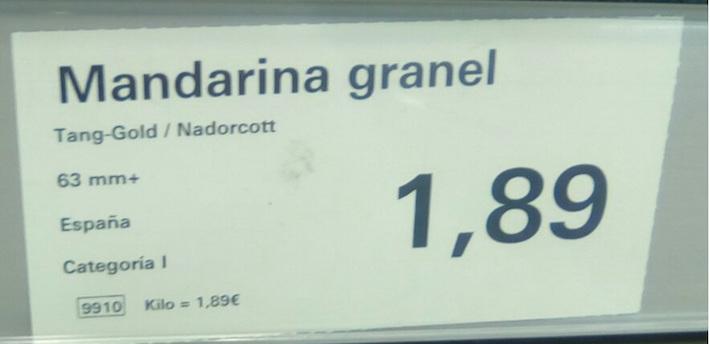 Mandarina granel
Tang-Gold / Nadorcott
63 mm+
1,89
España
Categoría I
9910 Kilo = 1,89€